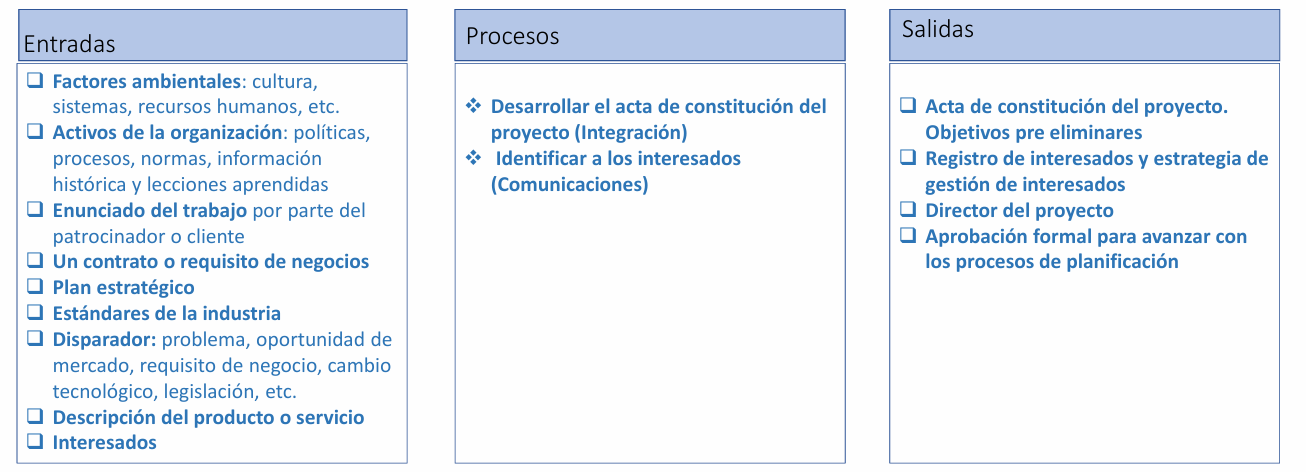 Entradas
❑ Factores ambientales: cultura,
sistemas, recursos humanos, etc.
❑ Activos de la organización: políticas,
procesos, normas, información
histórica y lecciones aprendidas
❑ Enunciado del trabajo por parte del
patrocinador o cliente
❑ Un contrato o requisito de negocios
❑ Plan estratégico
❑ Estándares de la industria
❑ Disparador: problema, oportunidad de
mercado, requisito de negocio, cambio
tecnológico, legislación, etc.
❑ Descripción del producto o servicio
❑ Interesados
Procesos
❖ Desarrollar el acta de constitución del
proyecto (Integración)
❖ Identificar a los interesados
(Comunicaciones)
Salidas
❑ Acta de constitución del proyecto.
Objetivos pre eliminares
❑ Registro de interesados y estrategia de
gestión de interesados
❑ Director del proyecto
❑ Aprobación formal para avanzar con
los procesos de planificación